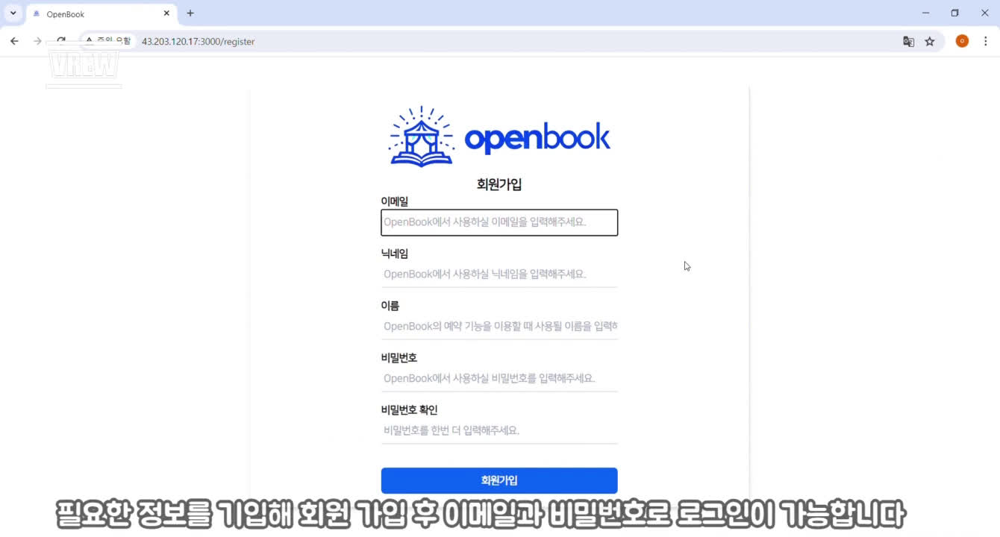 OpenBook
주의 요함
43.203.120.17:3000/register
VREW
openbook
회원가입
이메일
OpenBook에서 사용하실 이메일을 입력해주세요.
닉네임
OpenBook에서 사용하실 닉네임을 입력해주세요.
이름
OpenBook의 예약 기능을 이용할 때 사용될 이름을 입력하
비밀번호
OpenBook에서 사용하실 비밀번호를 입력해주세요.
비밀번호 확인
비밀번호를 한번 더 입력해주세요.
회원가입
필요한 정보를 기입해 회원 가입 후 이메일과 비밀번호로 로그인이 가능합니다